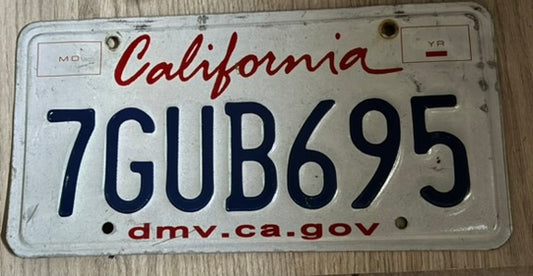 MO YR
California
7GUB695
dmv.ca.gov